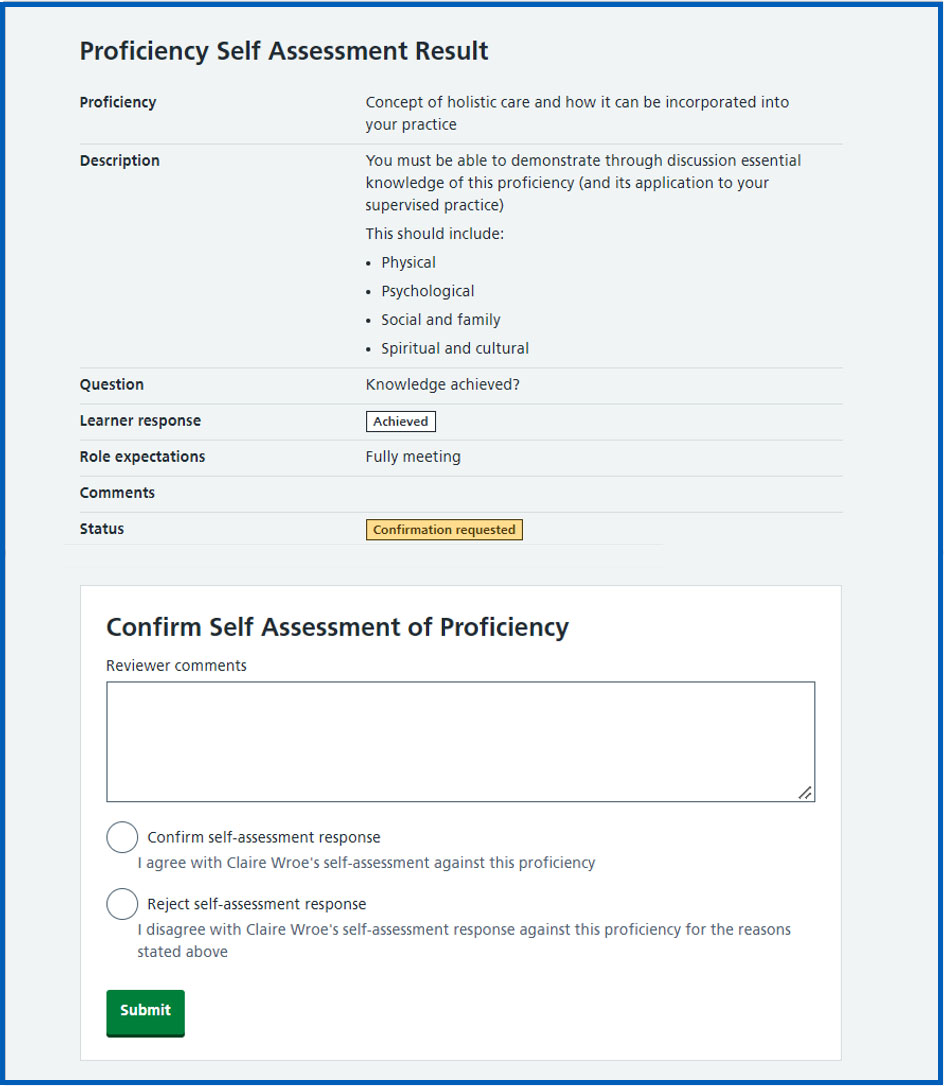 Proficiency Self Assessment Result
Proficiency
Concept of holistic care and how it can be incorporated into
your practice
Description
You must be able to demonstrate through discussion essential
knowledge of this proficiency (and its application to your
supervised practice)
This should include:
• Physical
• Psychological
• Social and family
• Spiritual and cultural
Question
Knowledge achieved?
Learner response
Achieved
Role expectations
Fully meeting
Comments
Status
Confirmation requested
Confirm Self Assessment of Proficiency
Reviewer comments
Confirm self-assessment response
I agree with Claire Wroe's self-assessment against this proficiency
Reject self-assessment response
I disagree with Claire Wroe's self-assessment response against this proficiency for the reasons
stated above
Submit